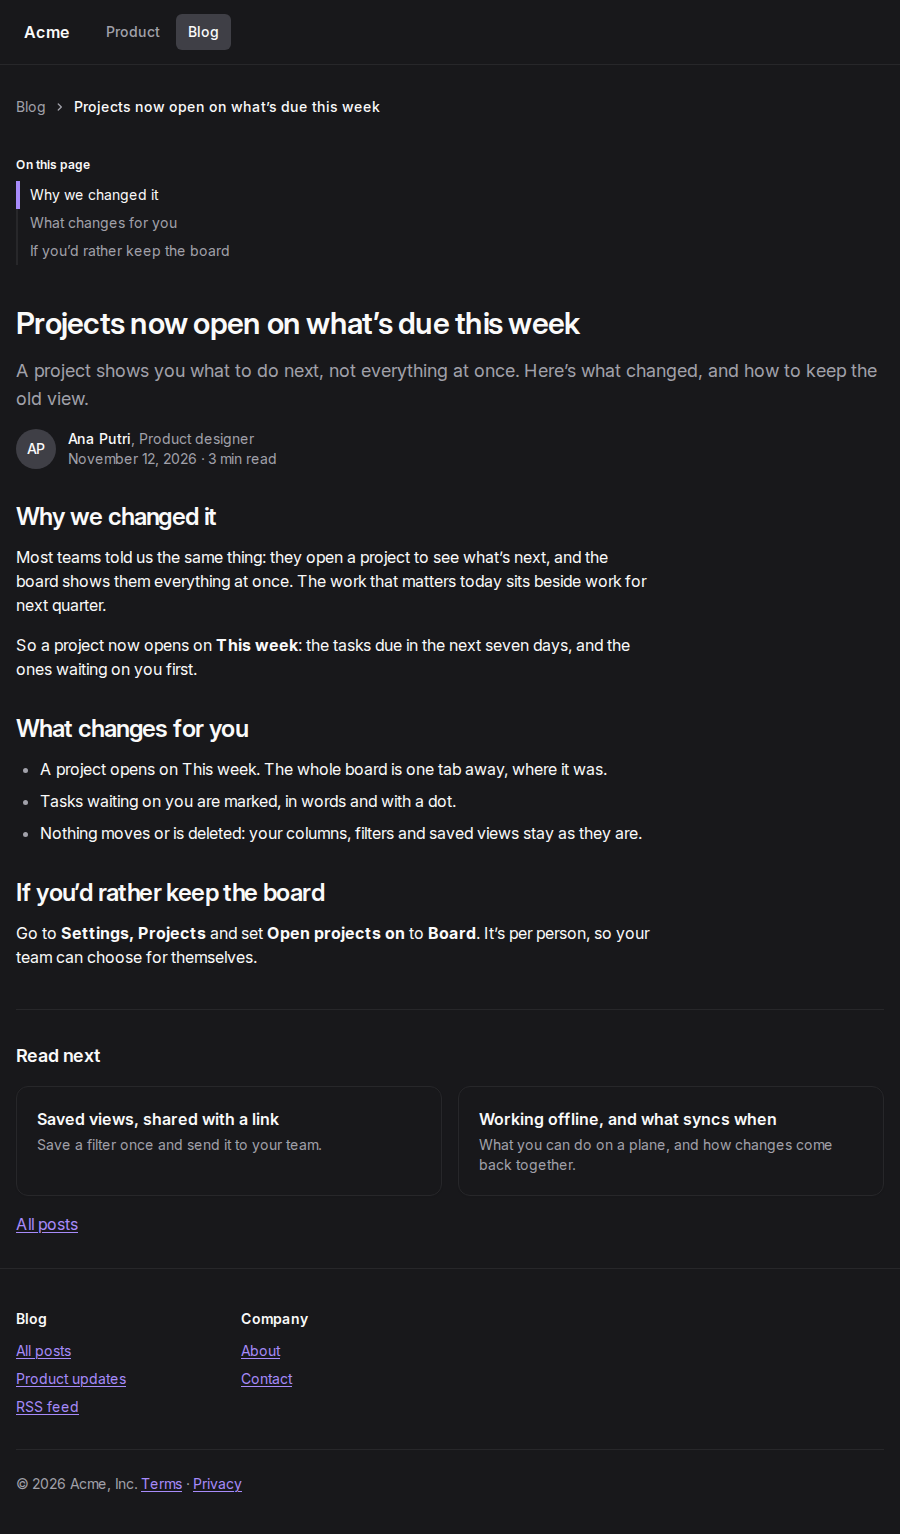 Acme Product Blog
Blog > Projects now open on what’s due this week
On this page
Why we changed it
What changes for you
If you’d rather keep the board
Projects now open on what’s due this week
A project shows you what to do next, not everything at once. Here’s what changed, and how to keep the
old view.
AP
Ana Putri, Product designer
November 12, 2026 · 3 min read
Why we changed it
Most teams told us the same thing: they open a project to see what’s next, and the
board shows them everything at once. The work that matters today sits beside work for
next quarter.
So a project now opens on This week: the tasks due in the next seven days, and the
ones waiting on you first.
What changes for you
• A project opens on This week. The whole board is one tab away, where it was.
• Tasks waiting on you are marked, in words and with a dot.
• Nothing moves or is deleted: your columns, filters and saved views stay as they are.
If you’d rather keep the board
Go to Settings, Projects and set Open projects on to Board. It’s per person, so your
team can choose for themselves.
Read next
Saved views, shared with a link
Save a filter once and send it to your team.
Working offline, and what syncs when
What you can do on a plane, and how changes come
back together.
All posts
Blog
All posts
Product updates
RSS feed
Company
About
Contact
© 2026 Acme, Inc. Terms · Privacy